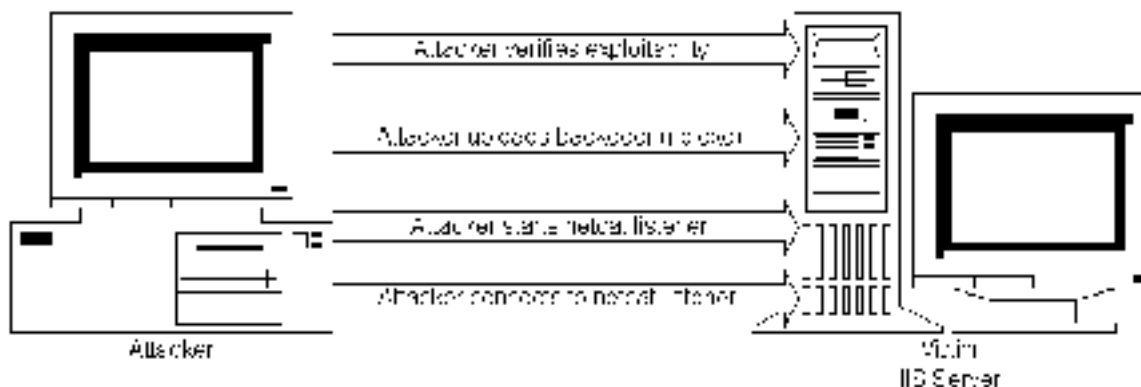 Attacker verifies exploitability
Attacker uploads backdoor
Attacker starts netcat listener
Attacker connects to netcat listener
Attacker
Victim
IIS Server